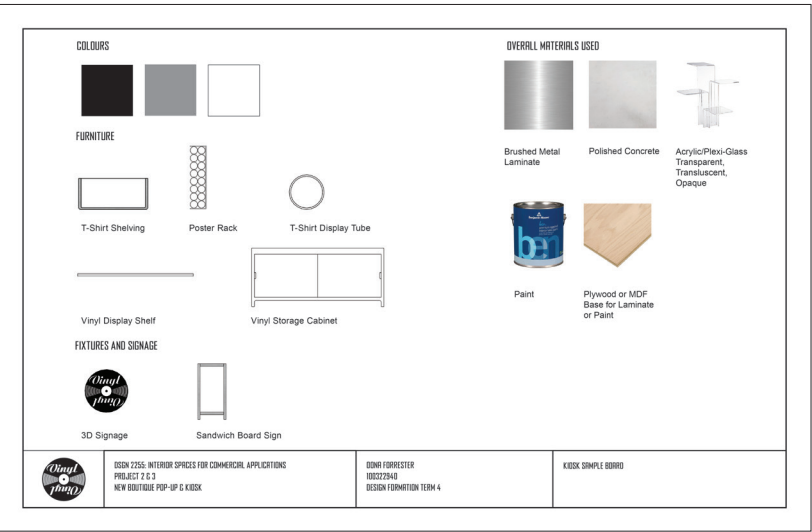 COLOURS
FURNITURE
T-Shirt Shelving
Poster Rack
T-Shirt Display Tube
Vinyl Display Shelf
Vinyl Storage Cabinet
FIXTURES AND SIGNAGE
Vinyl
Vinyl
3D Signage
Sandwich Board Sign
OVERALL MATERIALS USED
Brushed Metal
Laminate
Polished Concrete
Acrylic/Plexi-Glass
Transparent,
Transluscent,
Opaque
ben
Paint
Plywood or MDF
Base for Laminate
or Paint
Vinyl
Vinyl
DSGN 2255: INTERIOR SPACES FOR COMMERCIAL APPLICATIONS
PROJECT 2 & 3
NEW BOUTIQUE POP-UP & KIOSK
DONA FORRESTER
100322940
DESIGN FORMATION TERM 4
KIOSK SAMPLE BOARD